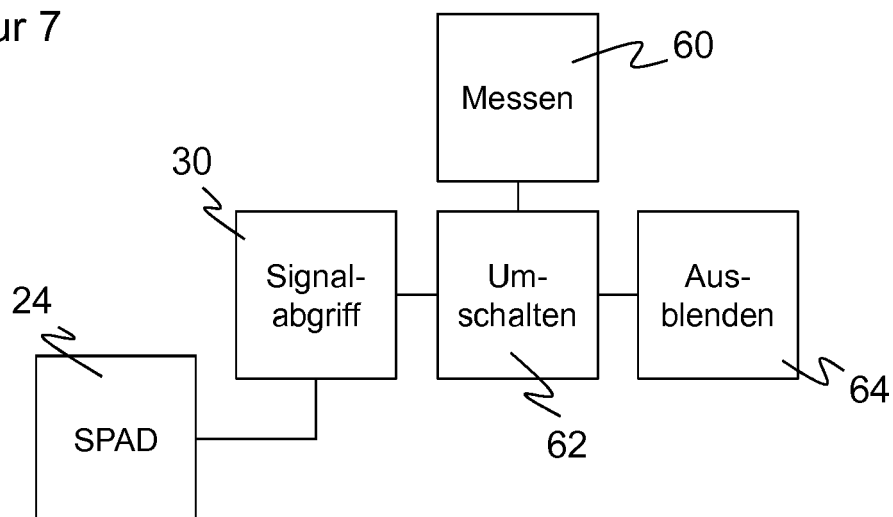 ur 7
60
Messen
30
Signal-
abgriff
Um-
schalten
Aus-
blenden
24
64
62
SPAD